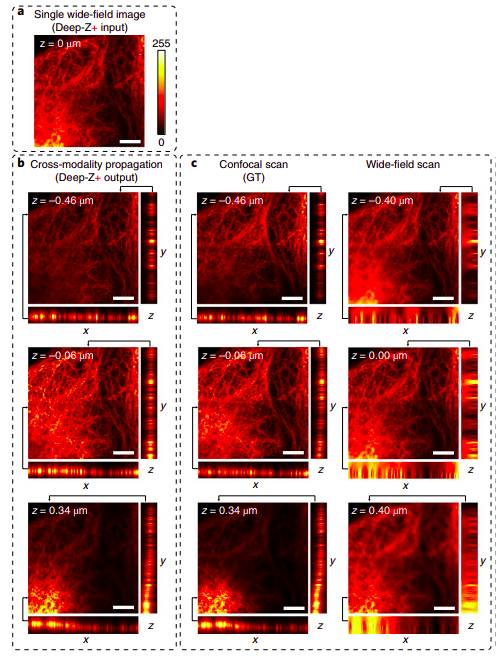 a
Single wide-field image
(Deep-Z+ input)
z = 0 μm
255
0
b
Cross-modality propagation
(Deep-Z+ output)
c
Confocal scan
(GT)
Wide-field scan
z = −0.46 μm
y
x
z
z = −0.46 μm
y
x
z
z = −0.40 μm
y
x
z
z = −0.06 μm
y
x
z
z = −0.06 μm
y
x
z
z = 0.00 μm
y
x
z
z = 0.34 μm
y
x
z
z = 0.34 μm
y
x
z
z = 0.40 μm
y
x
z